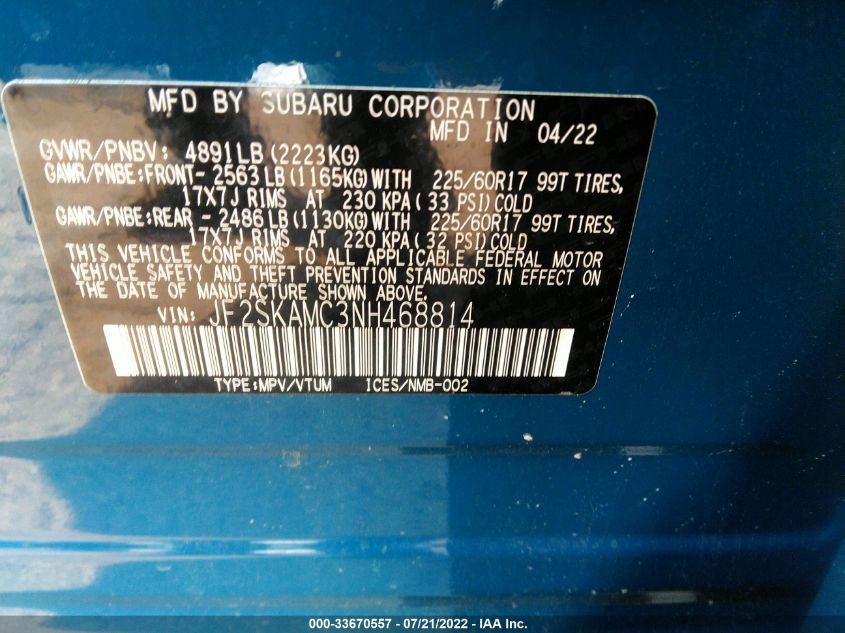 MFD BY SUBARU CORPORATION
MFD IN 04/22
GVWR/PNBV: 4891LB (2223KG)
GAWR/PNBE:FRONT- 2563 LB (1165KG) WITH 225/60R17 99T TIRES,
17X7J RIMS AT 230 KPA ( 33 PSI) COLD
GAWR/PNBE:REAR - 2486 LB (1130KG) WITH 225/60R17 99T TIRES,
17X7J RIMS AT 220 KPA ( 32 PSI) COLD
THIS VEHICLE CONFORMS TO ALL APPLICABLE FEDERAL MOTOR
VEHICLE SAFETY AND THEFT PREVENTION STANDARDS IN EFFECT ON
THE DATE OF MANUFACTURE SHOWN ABOVE.
VIN: JF2SKAMC3NH468814
TYPE:MPV/VTUM ICES/NMB-002
000-33670557 - 07/21/2022 - IAA Inc.